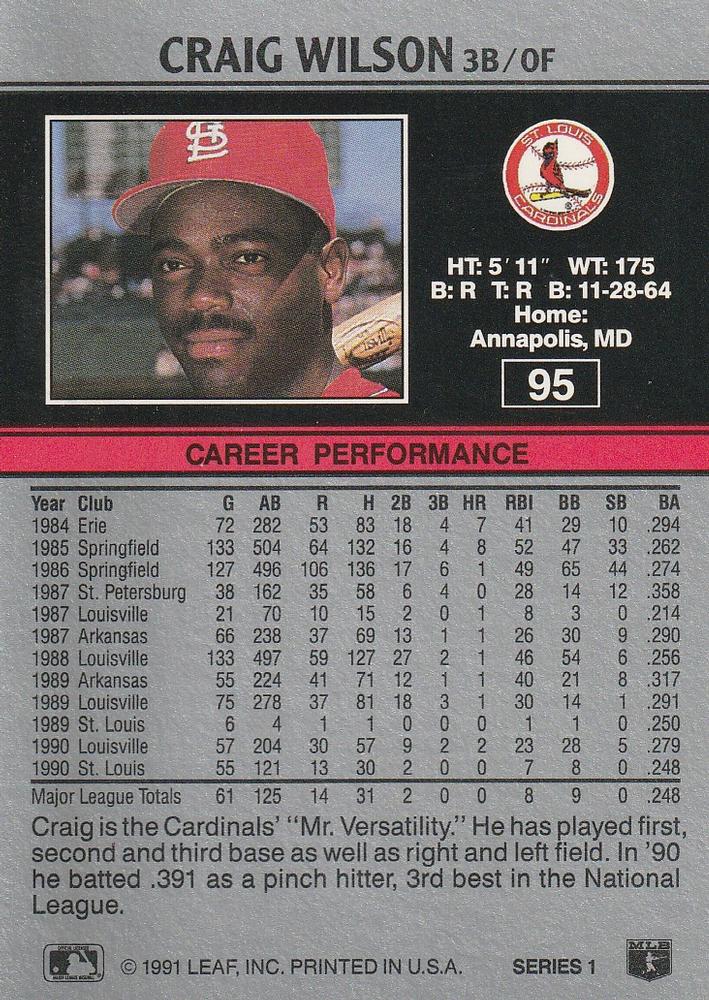 CRAIG WILSON 3B/OF
StL
ST. LOUIS
CARDINALS
HT: 5'11" WT: 175
B: R T: R B: 11-28-64
Home:
Annapolis, MD
95
CAREER PERFORMANCE
Year Club G AB R H 2B 3B HR RBI BB SB BA
1984 Erie 72 282 53 83 18 4 7 41 29 10 .294
1985 Springfield 133 504 64 132 16 4 8 52 47 33 .262
1986 Springfield 127 496 106 136 17 6 1 49 65 44 .274
1987 St. Petersburg 38 162 35 58 6 4 0 28 14 12 .358
1987 Louisville 21 70 10 15 2 0 1 8 3 0 .214
1987 Arkansas 66 238 37 69 13 1 1 26 30 9 .290
1988 Louisville 133 497 59 127 27 2 1 46 54 6 .256
1989 Arkansas 55 224 41 71 12 1 1 40 21 8 .317
1989 Louisville 75 278 37 81 18 3 1 30 14 1 .291
1989 St. Louis 6 4 1 1 0 0 0 1 1 0 .250
1990 Louisville 57 204 30 57 9 2 2 23 28 5 .279
1990 St. Louis 55 121 13 30 2 0 0 7 8 0 .248
Major League Totals 61 125 14 31 2 0 0 8 9 0 .248
Craig is the Cardinals' "Mr. Versatility." He has played first,
second and third base as well as right and left field. In '90
he batted .391 as a pinch hitter, 3rd best in the National
League.
© 1991 LEAF, INC. PRINTED IN U.S.A. SERIES 1
MLB